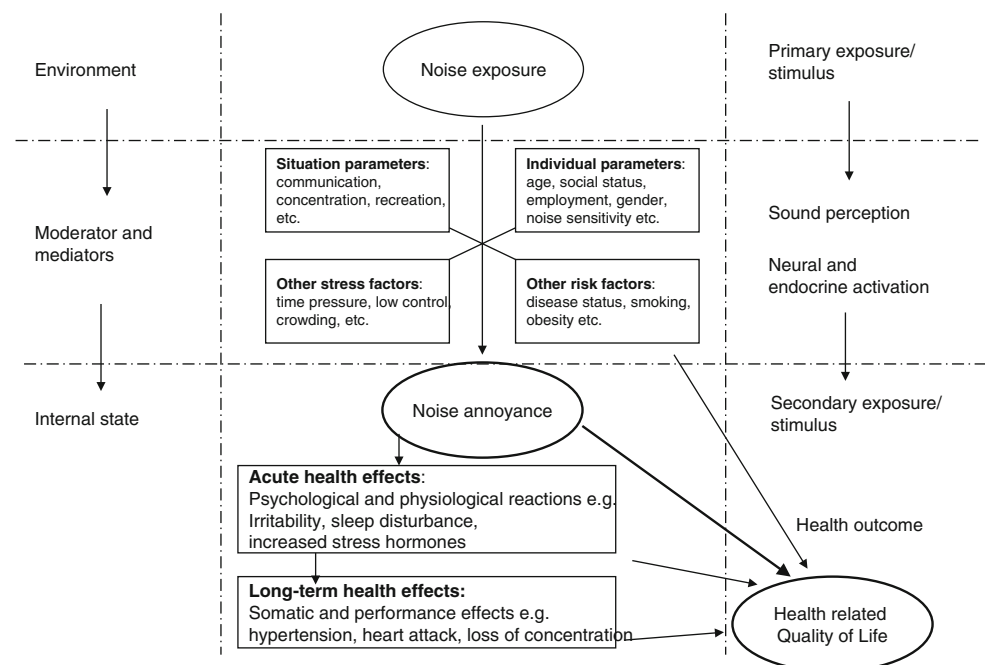 Environment
Noise exposure
Primary exposure/
stimulus
Situation parameters:
communication,
concentration, recreation,
etc.
Individual parameters:
age, social status,
employment, gender,
noise sensitivity etc.
Moderator and
mediators
Sound perception
Neural and
endocrine activation
Other stress factors:
time pressure, low control,
crowding, etc.
Other risk factors:
disease status, smoking,
obesity etc.
Internal state
Noise annoyance
Secondary exposure/
stimulus
Acute health effects:
Psychological and physiological reactions e.g.
Irritability, sleep disturbance,
increased stress hormones
Health outcome
Long-term health effects:
Somatic and performance effects e.g.
hypertension, heart attack, loss of concentration
Health related
Quality of Life